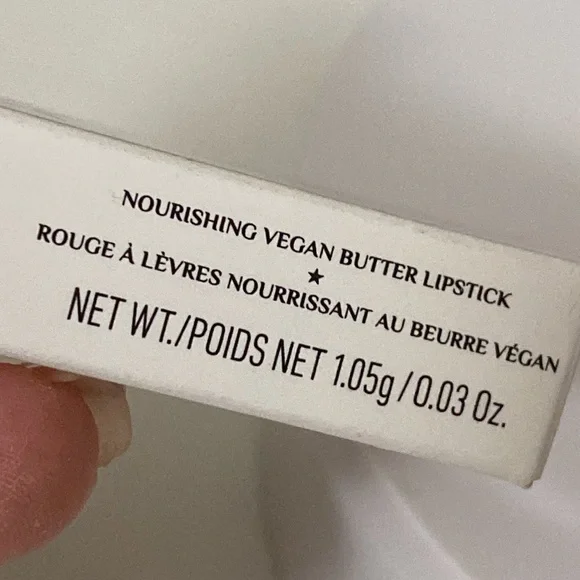 NOURISHING VEGAN BUTTER LIPSTICK
★
ROUGE À LÈVRES NOURRISSANT AU BEURRE VÉGAN
NET WT./POIDS NET 1.05g/0.03 Oz.